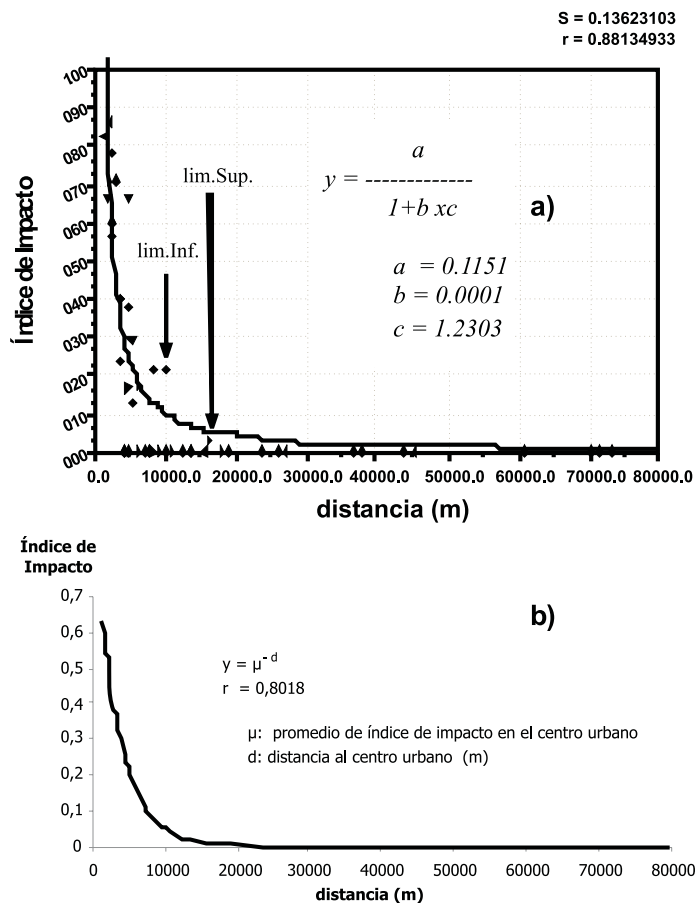 S = 0.13623103
r = 0.88134933
Índice de Impacto
100
090
080
070
060
050
040
030
020
010
000
lim.Sup.
lim.Inf.
a
y = -------------
1+b xc
a)
a = 0.1151
b = 0.0001
c = 1.2303
0.0 10000.0 20000.0 30000.0 40000.0 50000.0 60000.0 70000.0 80000.0
distancia (m)
Índice de
Impacto
0,7
0,6
0,5
0,4
0,3
0,2
0,1
0
b)
y = μ⁻ᵈ
r = 0,8018
μ: promedio de índice de impacto en el centro urbano
d: distancia al centro urbano (m)
0 10000 20000 30000 40000 50000 60000 70000 80000
distancia (m)